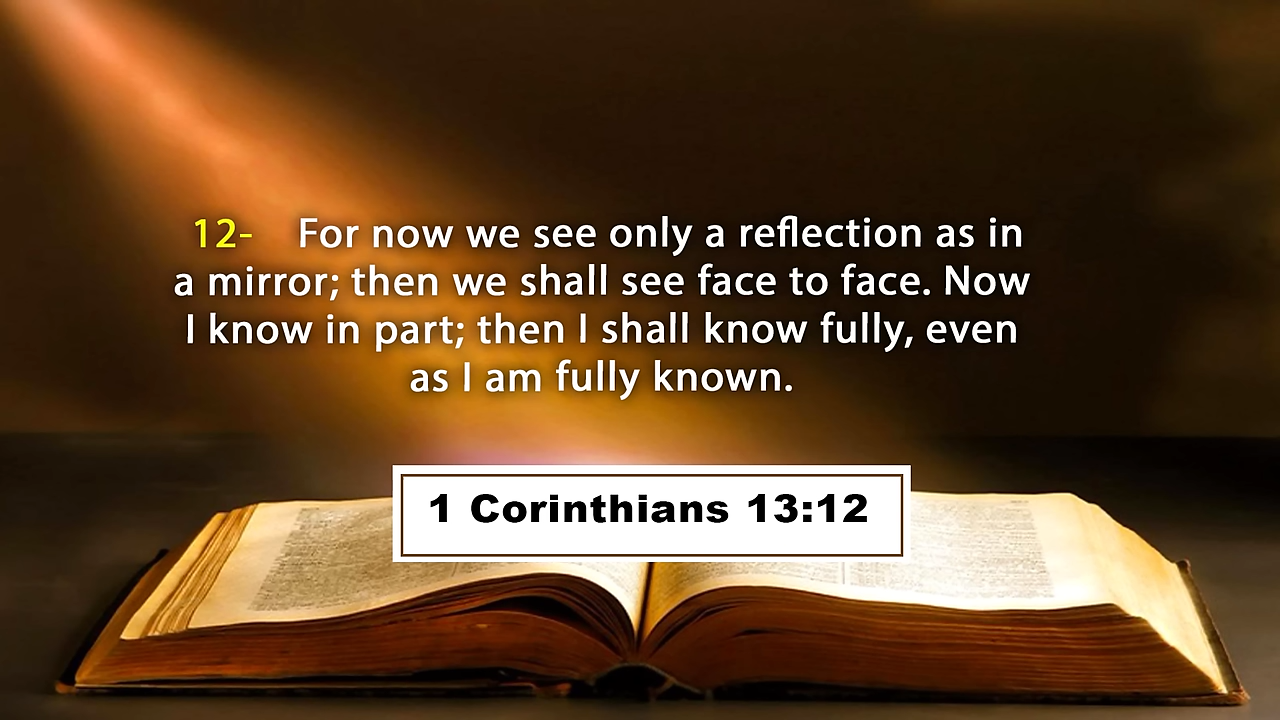 12- For now we see only a reflection as in
a mirror; then we shall see face to face. Now
I know in part; then I shall know fully, even
as I am fully known.
1 Corinthians 13:12